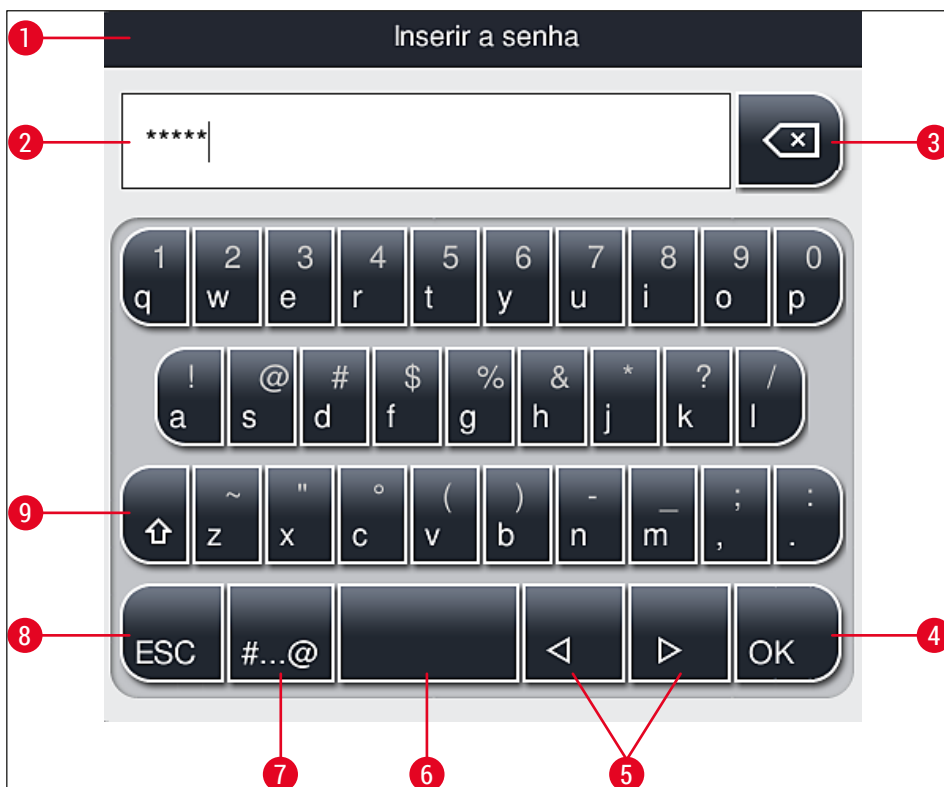 1 Inserir a senha
2 ***** 3
1 2 3 4 5 6 7 8 9 0
q w e r t y u i o p
! @ # $ % & * ? /
a s d f g h j k l
9 ~ " ° ( ) - _ ; :
z x c v b n m , .
8 ESC #...@ OK 4
7 6 5